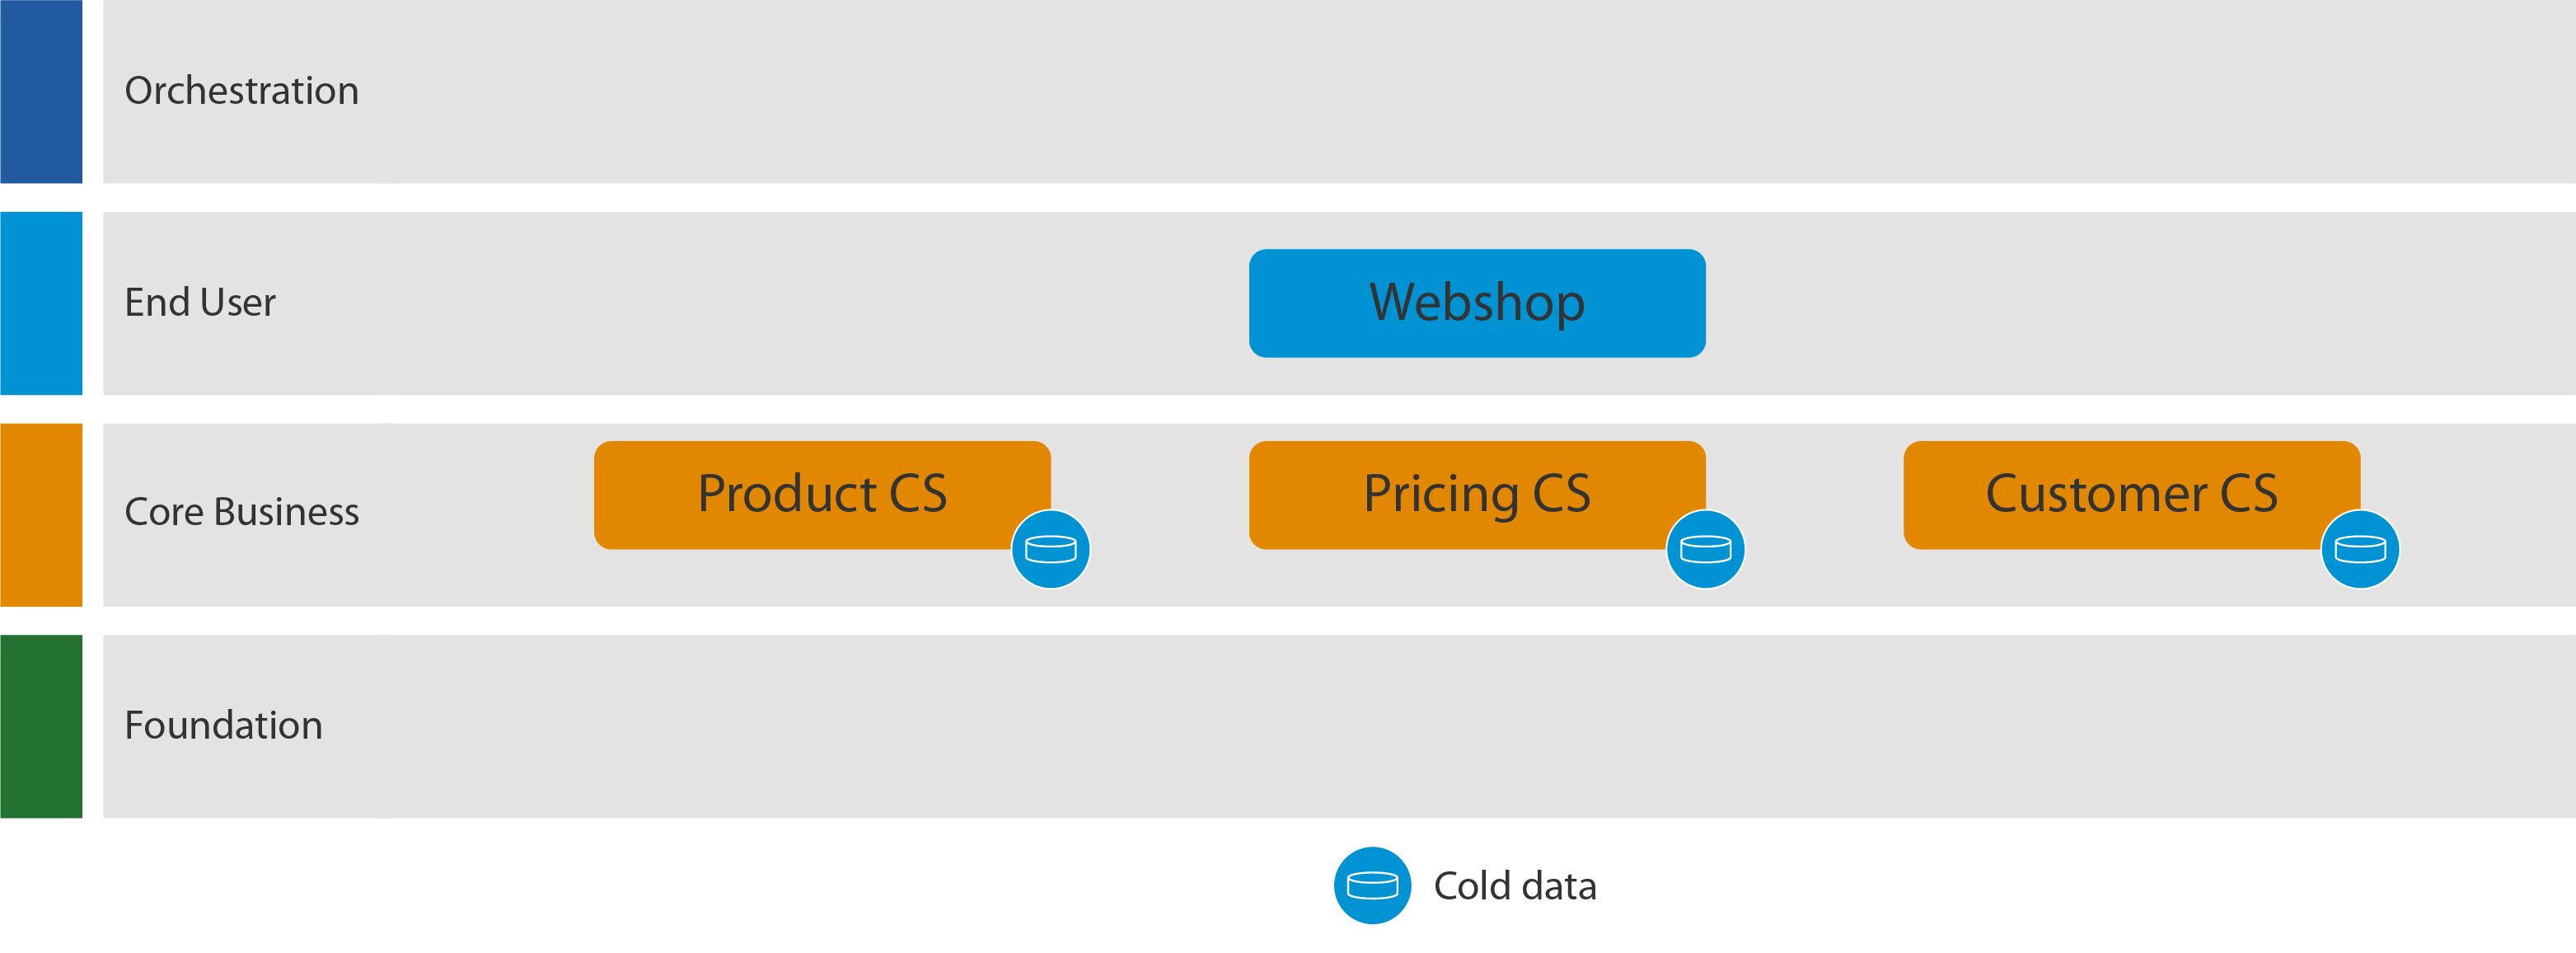 Orchestration
End User
Webshop
Core Business
Product CS
Pricing CS
Customer CS
Foundation
Cold data